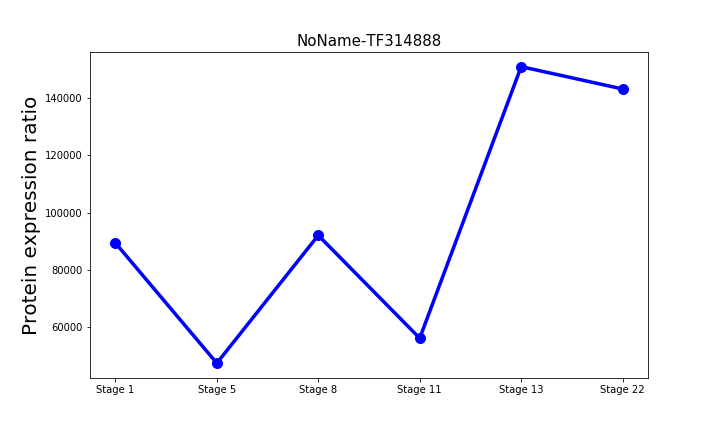 NoName-TF314888
Protein expression ratio
140000
120000
100000
80000
60000
Stage 1 Stage 5 Stage 8 Stage 11 Stage 13 Stage 22